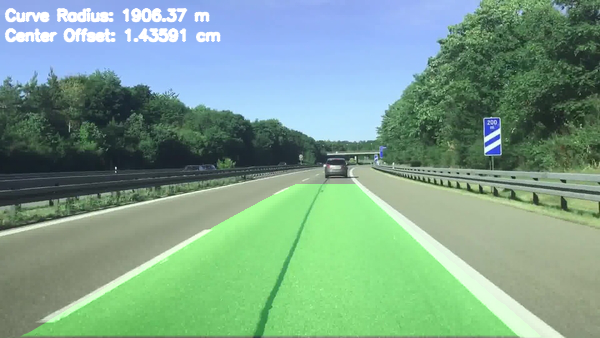 Curve Radius: 1906.37 m
Center Offset: 1.43591 cm
200